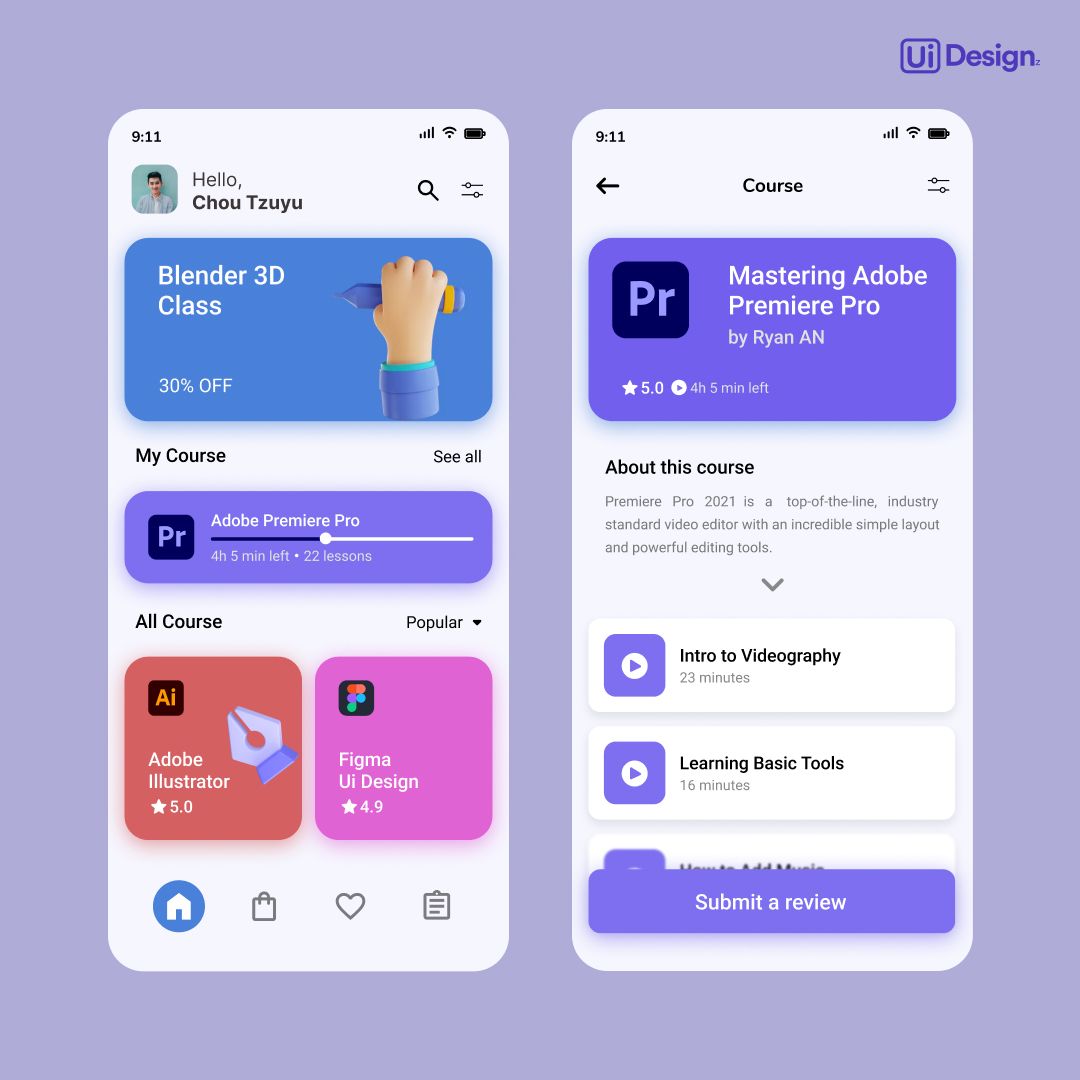 Ui Designz
9:11
Hello,
Chou Tzuyu
Blender 3D
Class
30% OFF
My Course
See all
Pr
Adobe Premiere Pro
4h 5 min left • 22 lessons
All Course
Popular
Ai
Adobe
Illustrator
5.0
Figma
Ui Design
4.9
9:11
Course
Pr
Mastering Adobe
Premiere Pro
by Ryan AN
5.0 4h 5 min left
About this course
Premiere Pro 2021 is a top-of-the-line, industry
standard video editor with an incredible simple layout
and powerful editing tools.
Intro to Videography
23 minutes
Learning Basic Tools
16 minutes
How to Add Music
Submit a review